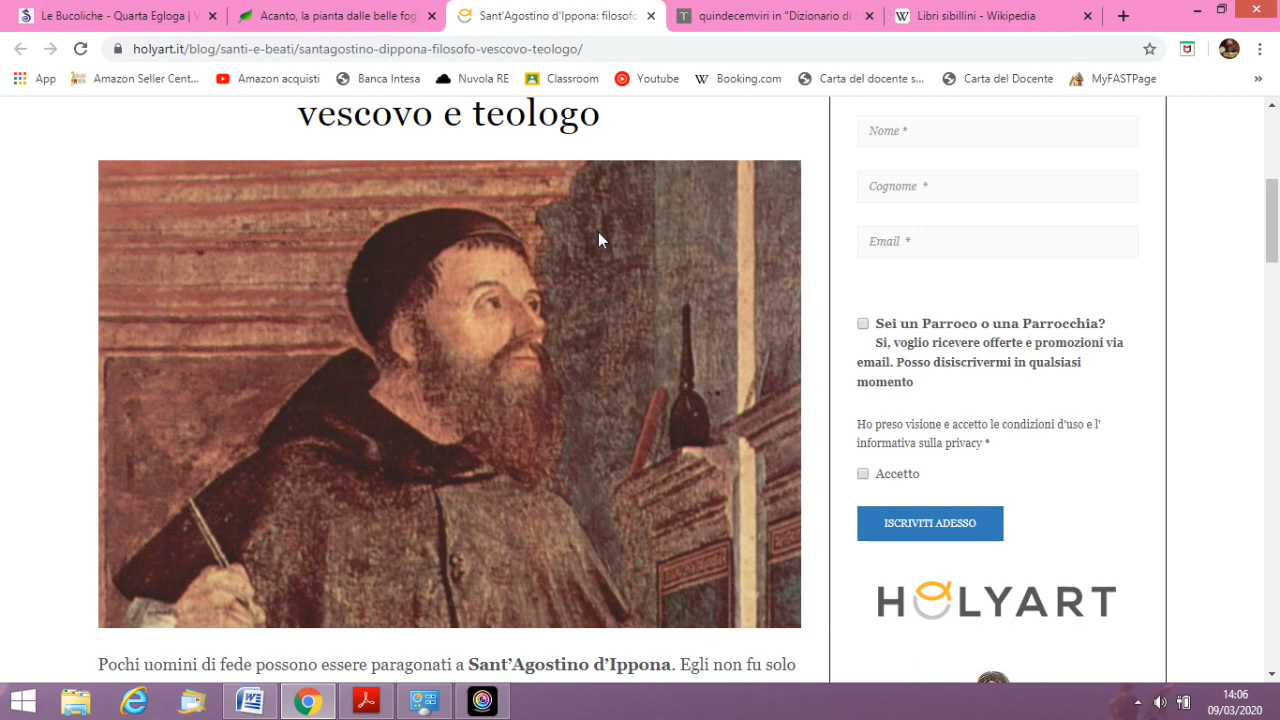 Le Bucoliche - Quarta Egloga | V
Acanto, la pianta dalle belle fog
Sant'Agostino d'Ippona: filosofo
quindecemviri in "Dizionario di
Libri sibillini - Wikipedia
holyart.it/blog/santi-e-beati/santagostino-dippona-filosofo-vescovo-teologo/
App
Amazon Seller Cent...
Amazon acquisti
Banca Intesa
Nuvola RE
Classroom
Youtube
Booking.com
Carta del docente s...
Carta del Docente
MyFASTPage
»
vescovo e teologo
Pochi uomini di fede possono essere paragonati a Sant'Agostino d'Ippona. Egli non fu solo
Nome *
Cognome *
Email *
Sei un Parroco o una Parrocchia?
Si, voglio ricevere offerte e promozioni via
email. Posso disiscrivermi in qualsiasi
momento
Ho preso visione e accetto le condizioni d'uso e l'
informativa sulla privacy *
Accetto
ISCRIVITI ADESSO
HOLYART
14:06
09/03/2020